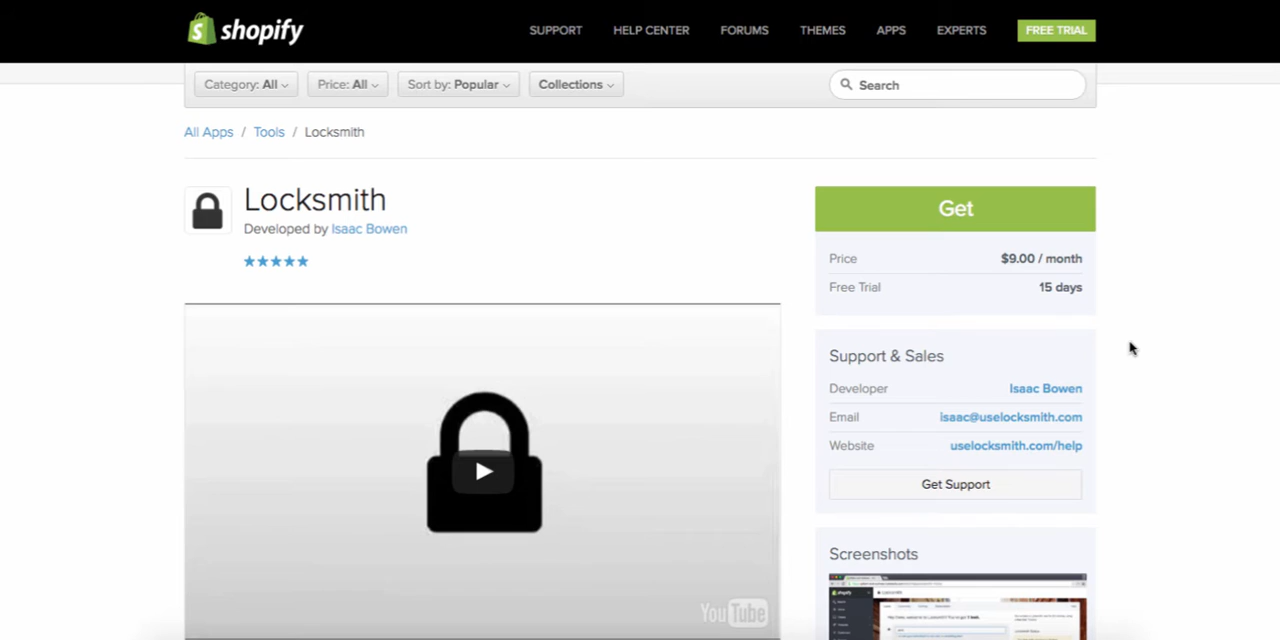 shopify
SUPPORT HELP CENTER FORUMS THEMES APPS EXPERTS FREE TRIAL
Category: All Price: All Sort by: Popular Collections Search
All Apps / Tools / Locksmith
Locksmith
Developed by Isaac Bowen
Get
Price $9.00 / month
Free Trial 15 days
Support & Sales
Developer Isaac Bowen
Email isaac@uselocksmith.com
Website uselocksmith.com/help
Get Support
YouTube
Screenshots
shopify